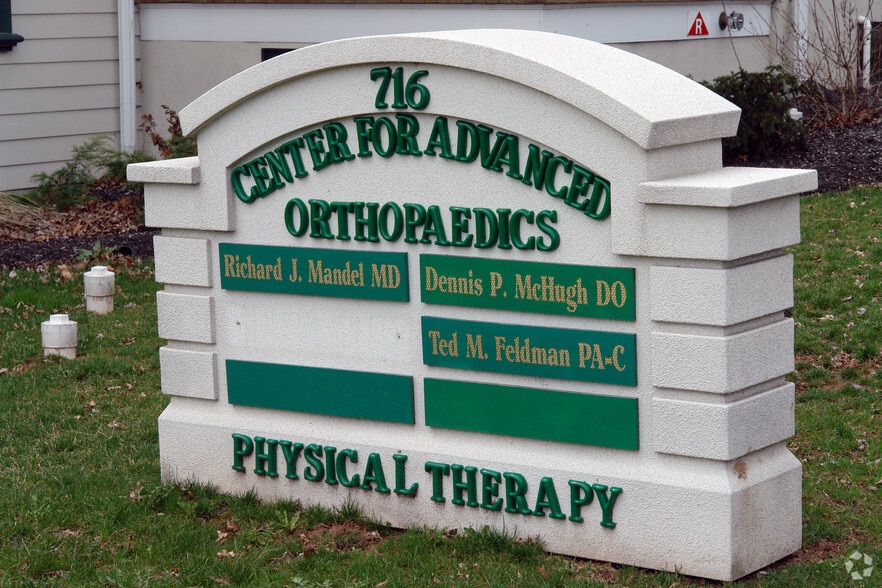 716
CENTER FOR ADVANCED
ORTHOPAEDICS
Richard J. Mandel MD
Dennis P. McHugh DO
Ted M. Feldman PA-C
PHYSICAL THERAPY
R